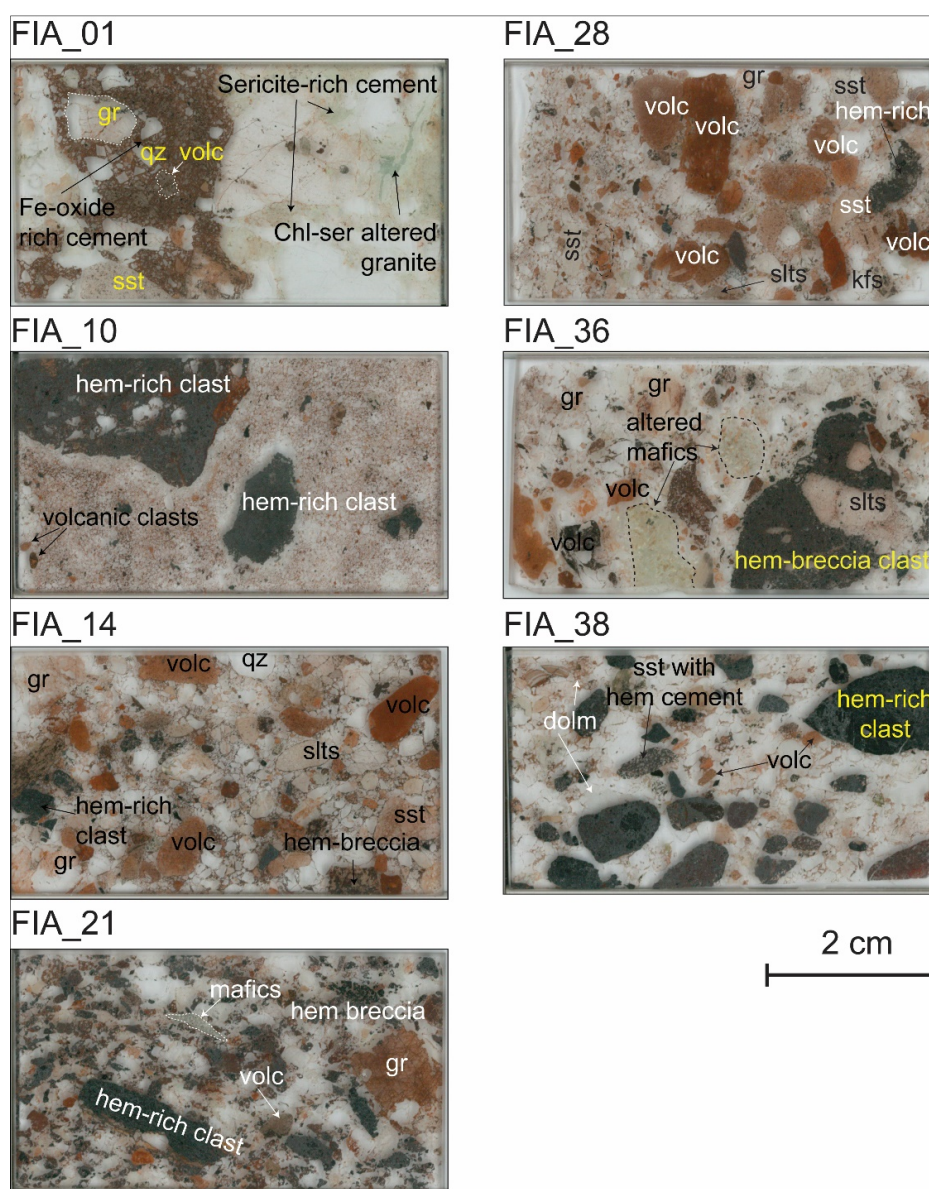 FIA_01
gr
qz
volc
Fe-oxide
rich cement
sst
Sericite-rich cement
Chl-ser altered
granite
FIA_10
hem-rich clast
hem-rich clast
volcanic clasts
FIA_14
gr
volc
qz
volc
slts
hem-rich
clast
gr
volc
sst
hem-breccia
FIA_21
mafics
hem breccia
gr
volc
hem-rich clast
FIA_28
gr
sst
volc
volc
hem-rich
volc
sst
sst
volc
volc
slts
kfs
FIA_36
gr
gr
altered
mafics
volc
slts
volc
hem-breccia clast
FIA_38
sst with
hem cement
dolm
hem-rich
clast
volc
2 cm